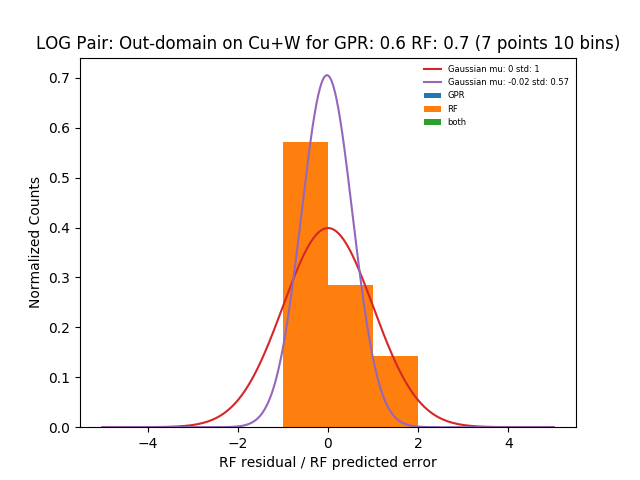 LOG Pair: Out-domain on Cu+W for GPR: 0.6 RF: 0.7 (7 points 10 bins)
Gaussian mu: 0 std: 1
Gaussian mu: -0.02 std: 0.57
GPR
RF
both
Normalized Counts
0.7
0.6
0.5
0.4
0.3
0.2
0.1
0.0
−4
−2
0
2
4
RF residual / RF predicted error